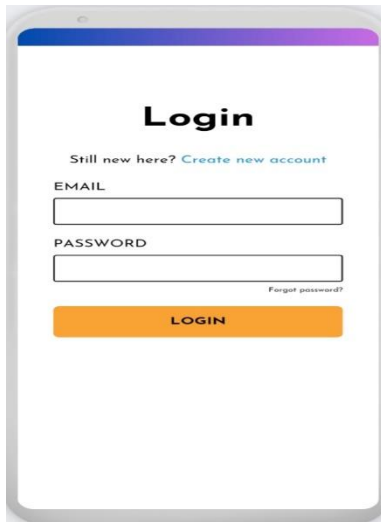 Login
Still new here? Create new account
EMAIL
PASSWORD
Forgot password?
LOGIN